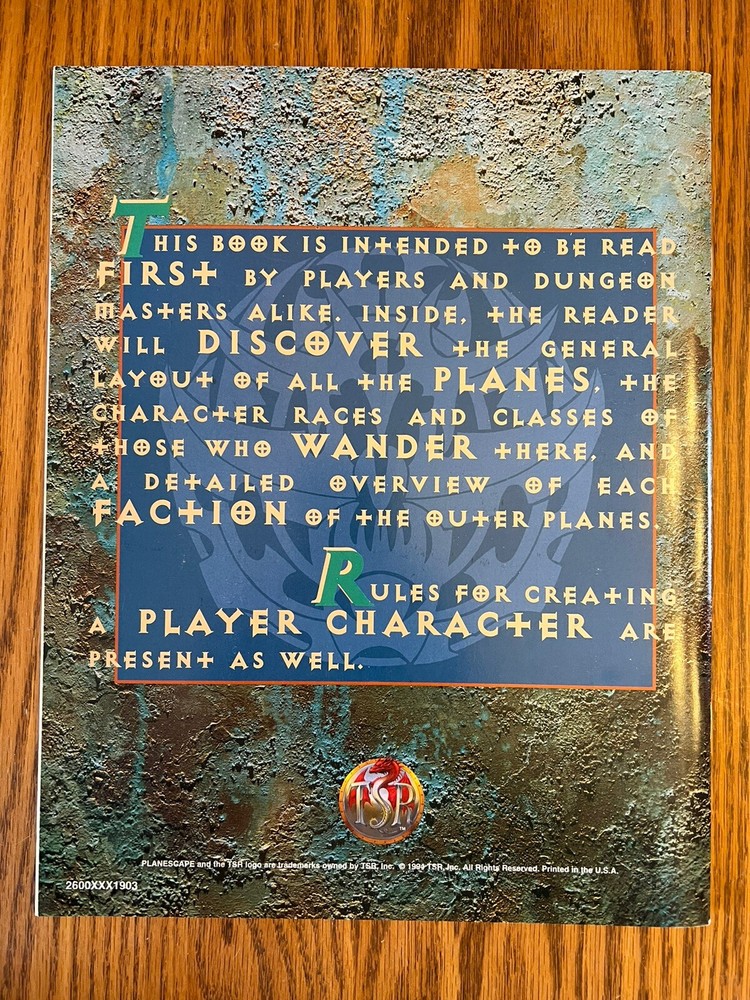 THIS BOOK IS INTENDED TO BE READ
FIRST BY PLAYERS AND DUNGEON
MASTERS ALIKE. INSIDE, THE READER
WILL DISCOVER THE GENERAL
LAYOUT OF ALL THE PLANES, THE
CHARACTER RACES AND CLASSES OF
THOSE WHO WANDER THERE, AND
A DETAILED OVERVIEW OF EACH
FACTION OF THE OUTER PLANES.
RULES FOR CREATING
A PLAYER CHARACTER ARE
PRESENT AS WELL.
TSR
™
PLANESCAPE and the TSR logo are trademarks owned by TSR, Inc. © 1994 TSR, Inc. All Rights Reserved. Printed in the U.S.A.
2600XXX1903